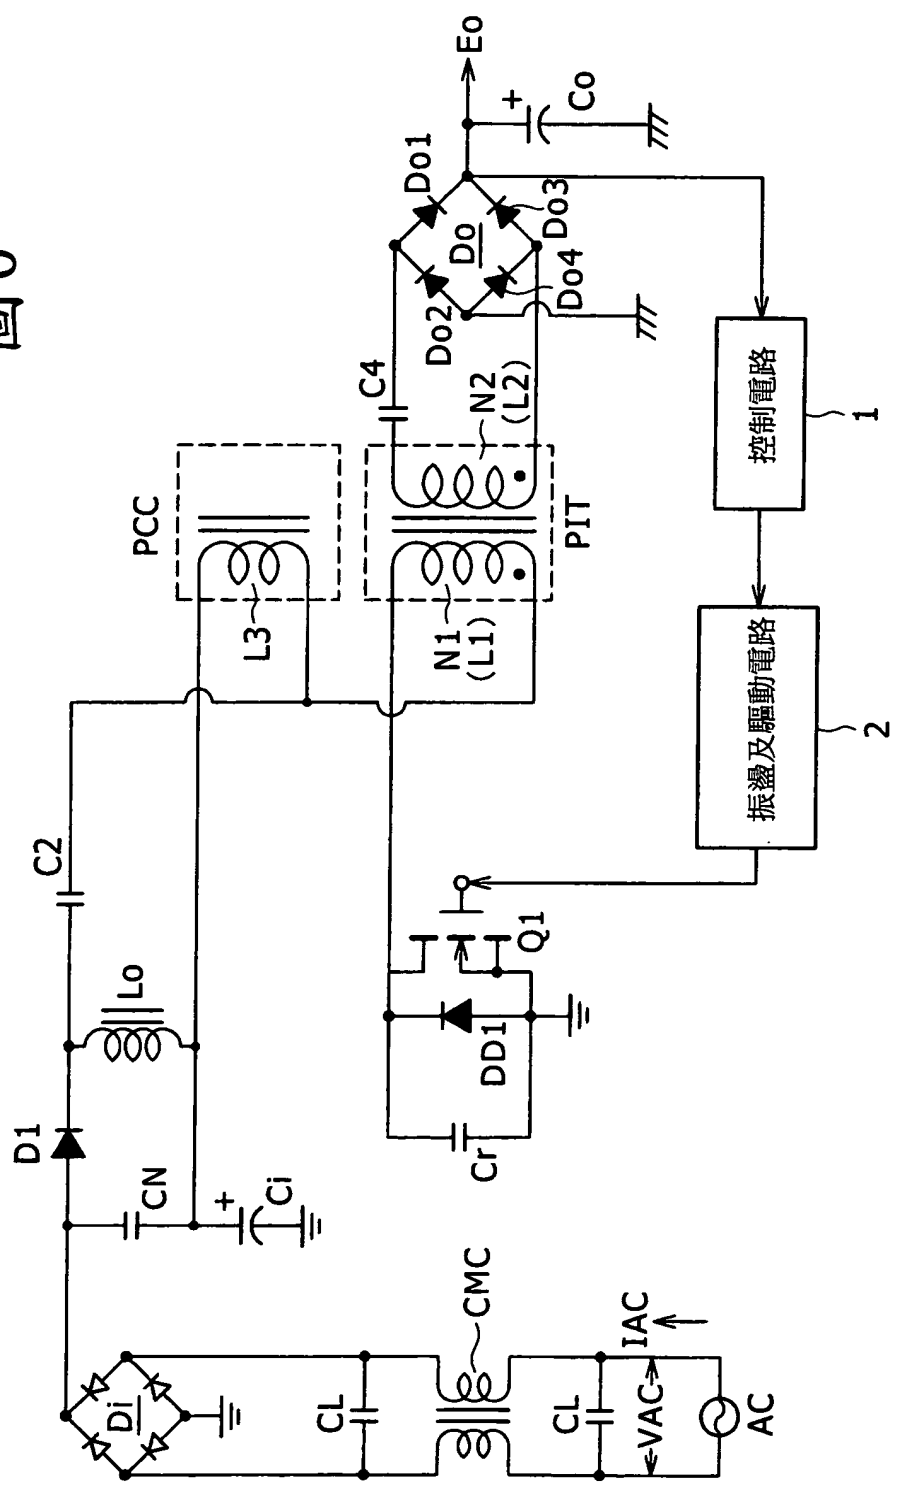 D1
C2
Lo
Di
CN
Ci
PCC
L3
CL
CMC
CL
VAC
IAC
AC
Cr
DD1
Q1
N1
(L1)
PIT
N2
(L2)
C4
Do1
Do2
Do
Do3
Do4
+
+
Co
Eo
控制電路
1
振盪及驅動電路
2